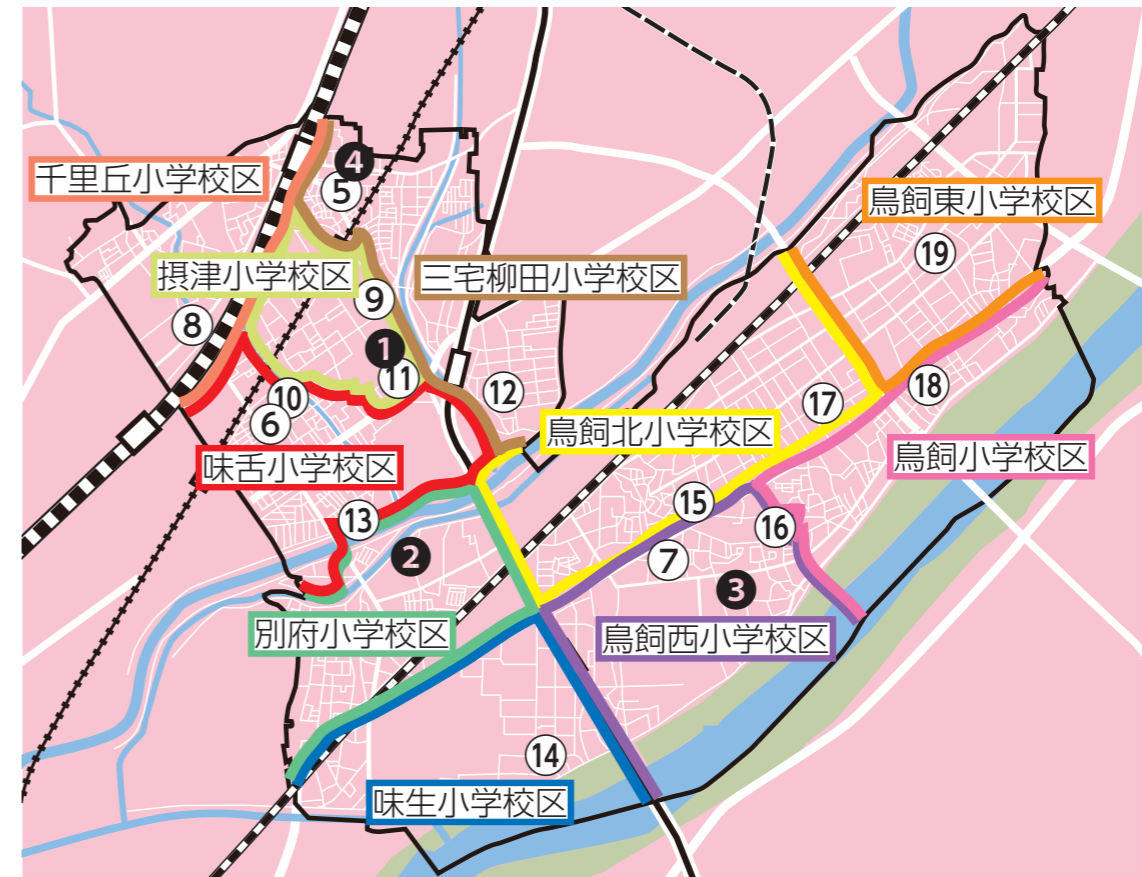 ❹
⑤
千里丘小学校区
鳥飼東小学校区
⑲
摂津小学校区
三宅柳田小学校区
⑨
⑧
❶
⑪
⑫
⑱
⑩
⑰
⑥
鳥飼北小学校区
鳥飼小学校区
味舌小学校区
⑮
⑬
⑯
❷
⑦
❸
別府小学校区
鳥飼西小学校区
⑭
味生小学校区